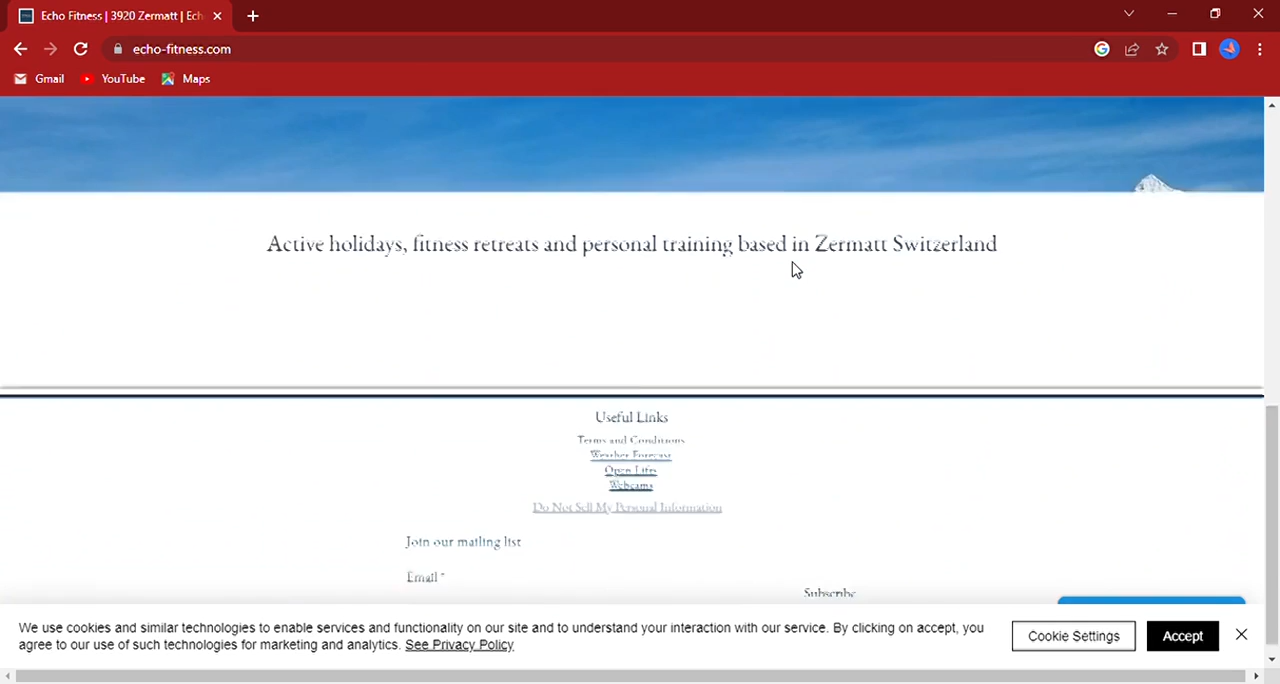 Echo Fitness | 3920 Zermatt | Ech
echo-fitness.com
Gmail
YouTube
Maps
Active holidays, fitness retreats and personal training based in Zermatt Switzerland
Useful Links
Terms and Conditions
Weather Forecast
Open Lifts
Webcams
Do Not Sell My Personal Information
Join our mailing list
Email *
Subscribe
We use cookies and similar technologies to enable services and functionality on our site and to understand your interaction with our service. By clicking on accept, you
agree to our use of such technologies for marketing and analytics. See Privacy Policy
Cookie Settings
Accept